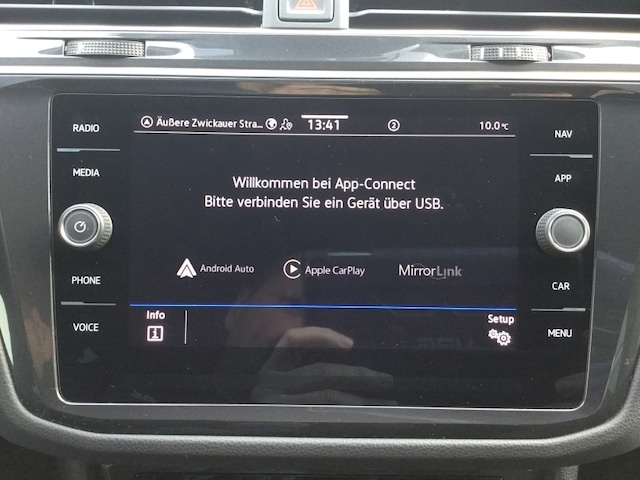 RADIO
MEDIA
PHONE
VOICE
Äußere Zwickauer Stra... 13:41 2 10.0°C
Willkommen bei App-Connect
Bitte verbinden Sie ein Gerät über USB.
Android Auto Apple CarPlay MirrorLink
Info Setup
NAV
APP
CAR
MENU